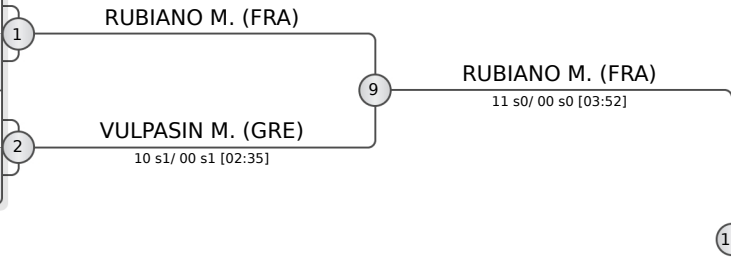 RUBIANO M. (FRA)
1
9
RUBIANO M. (FRA)
11 s0/ 00 s0 [03:52]
VULPASIN M. (GRE)
2
10 s1/ 00 s1 [02:35]